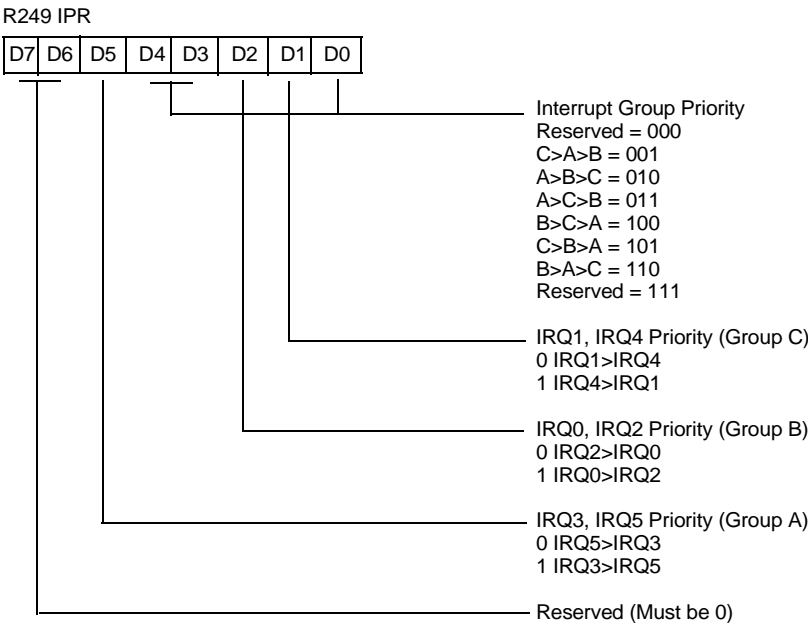 R249 IPR
D7 D6 D5 D4 D3 D2 D1 D0
Interrupt Group Priority
Reserved = 000
C>A>B = 001
A>B>C = 010
A>C>B = 011
B>C>A = 100
C>B>A = 101
B>A>C = 110
Reserved = 111
IRQ1, IRQ4 Priority (Group C)
0 IRQ1>IRQ4
1 IRQ4>IRQ1
IRQ0, IRQ2 Priority (Group B)
0 IRQ2>IRQ0
1 IRQ0>IRQ2
IRQ3, IRQ5 Priority (Group A)
0 IRQ5>IRQ3
1 IRQ3>IRQ5
Reserved (Must be 0)